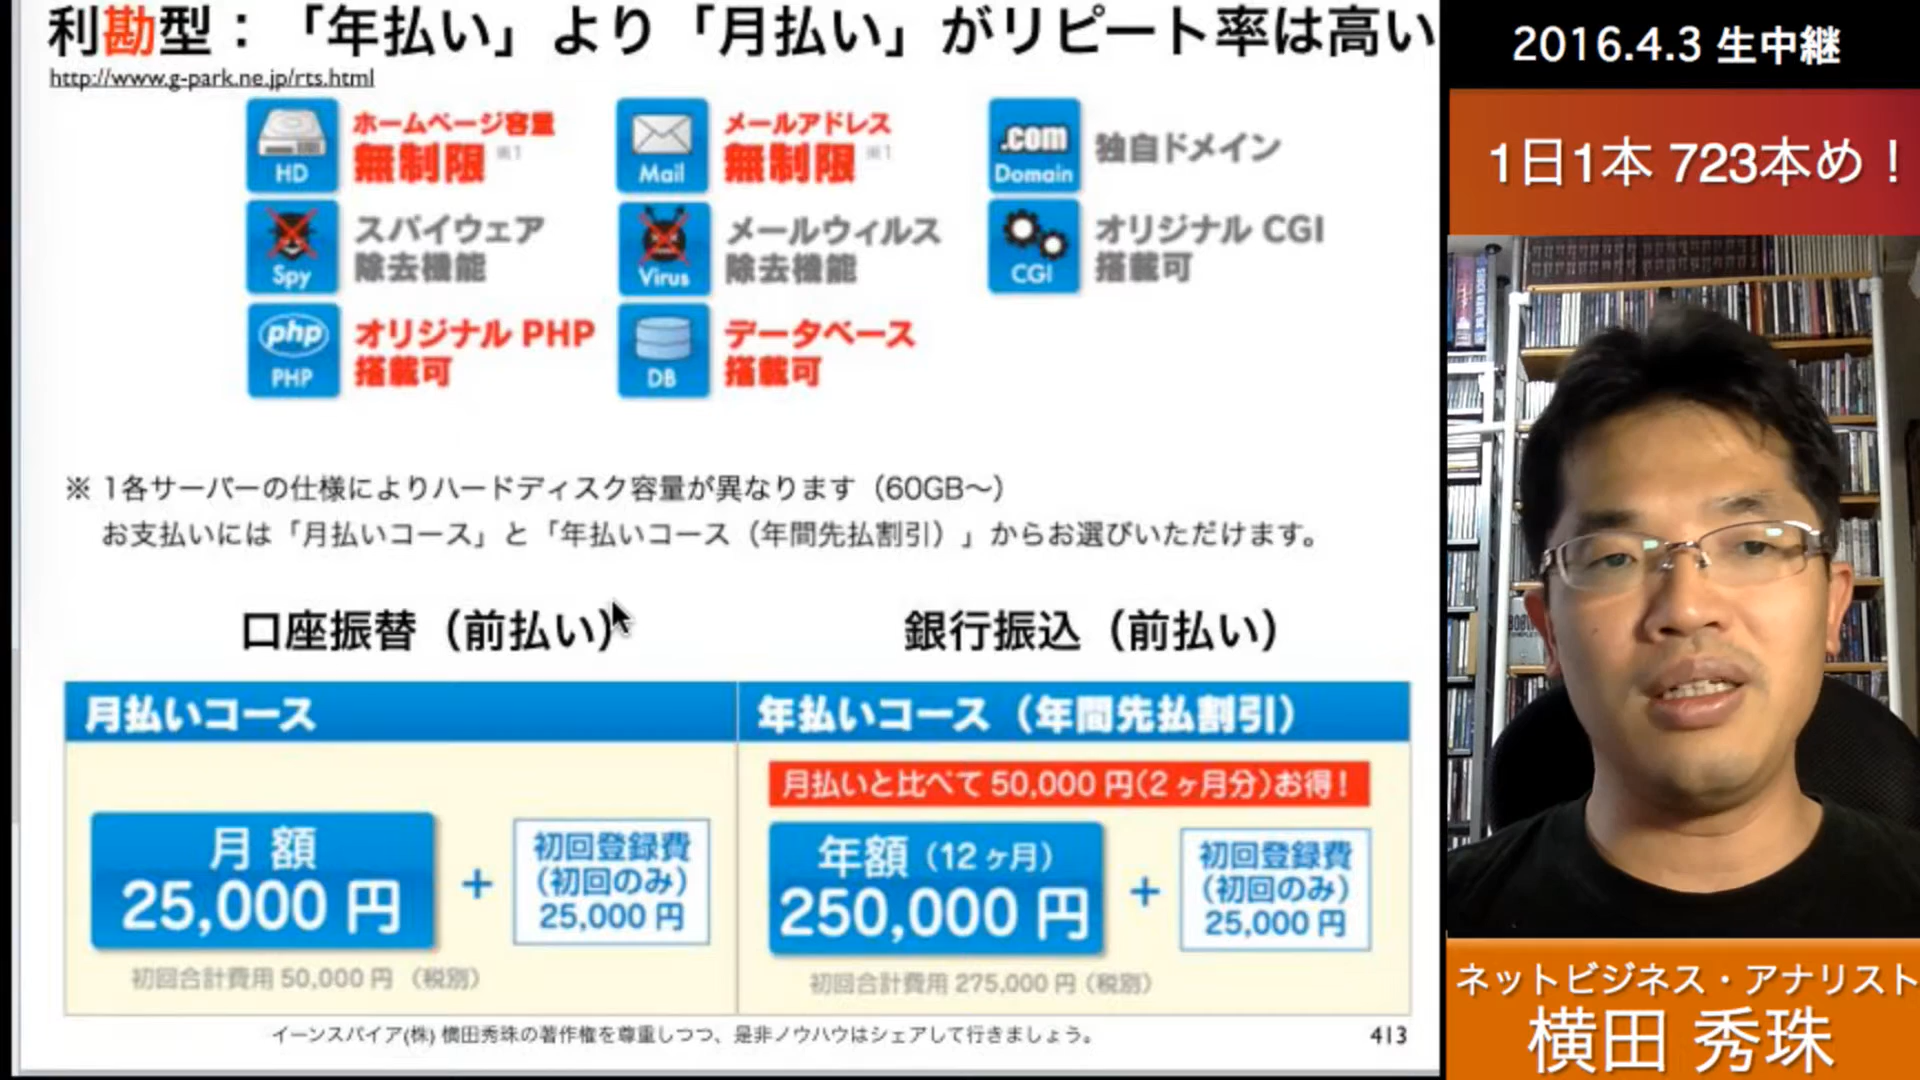 利勘型：「年払い」より「月払い」がリピート率は高い
http://www.g-park.ne.jp/rts.html
HD
ホームページ容量
無制限 ※1
Mail
メールアドレス
無制限 ※1
.com
Domain
独自ドメイン
Spy
スパイウェア
除去機能
Virus
メールウィルス
除去機能
CGI
オリジナル CGI
搭載可
php
PHP
オリジナル PHP
搭載可
DB
データベース
搭載可
※ 1各サーバーの仕様によりハードディスク容量が異なります（60GB〜）
お支払いには「月払いコース」と「年払いコース（年間先払割引）」からお選びいただけます。
口座振替（前払い）
銀行振込（前払い）
月払いコース
月 額
25,000 円
+
初回登録費
（初回のみ）
25,000 円
初回合計費用 50,000 円 （税別）
年払いコース（年間先払割引）
月払いと比べて 50,000 円（2 ヶ月分）お得！
年額（12 ヶ月）
250,000 円
+
初回登録費
（初回のみ）
25,000 円
初回合計費用 275,000 円（税別）
イーンスパイア(株) 横田秀珠の著作権を尊重しつつ、是非ノウハウはシェアして行きましょう。
413
2016.4.3 生中継
1日1本 723本め！
ネットビジネス・アナリスト
横田 秀珠